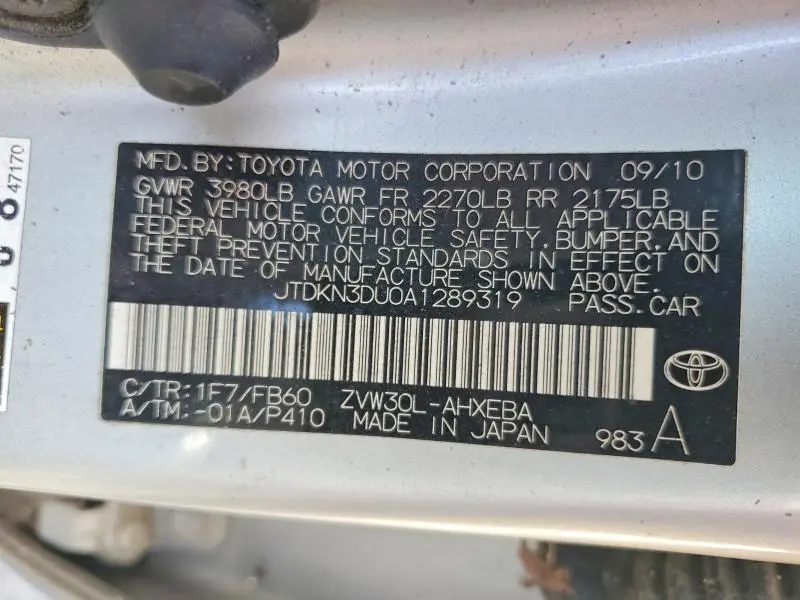 MFD. BY: TOYOTA MOTOR CORPORATION 09/10
GVWR 3980LB GAWR FR 2270LB RR 2175LB
THIS VEHICLE CONFORMS TO ALL APPLICABLE
FEDERAL MOTOR VEHICLE SAFETY, BUMPER, AND
THEFT PREVENTION STANDARDS IN EFFECT ON
THE DATE OF MANUFACTURE SHOWN ABOVE.
JTDKN3DU0A1289319 PASS. CAR
C/TR: 1F7/FB60 ZVW30L-AHXEBA
A/TM: -01A/P410 MADE IN JAPAN 983 A
47170